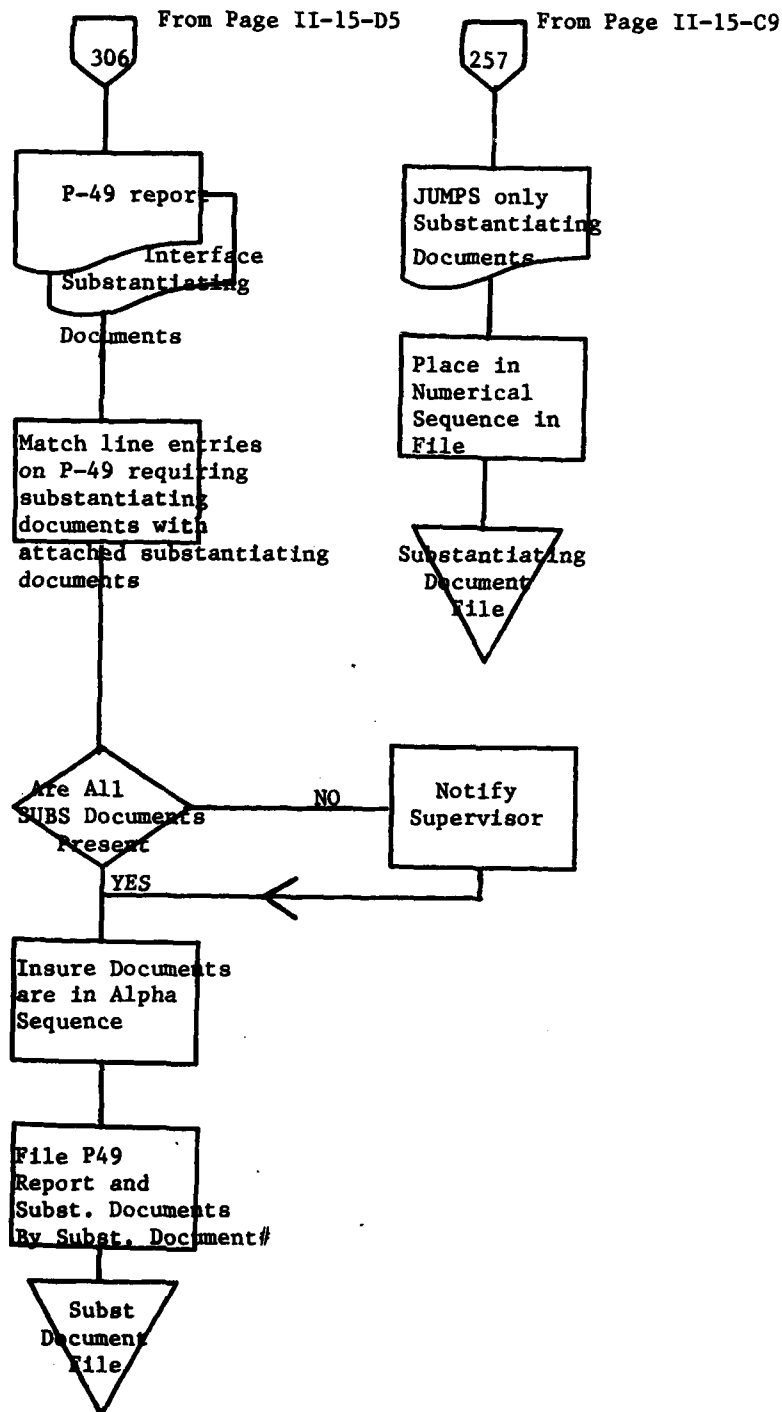 From Page II-15-D5
306
P-49 report
Interface
Substantiating
Documents
Match line entries
on P-49 requiring
substantiating
documents with
attached substantiating
documents
Are All
SUBS Documents
Present
NO
Notify
Supervisor
YES
Insure Documents
are in Alpha
Sequence
File P49
Report and
Subst. Documents
By Subst. Document#
Subst
Document
File
From Page II-15-C9
257
JUMPS only
Substantiating
Documents
Place in
Numerical
Sequence in
File
Substantiating
Document
File